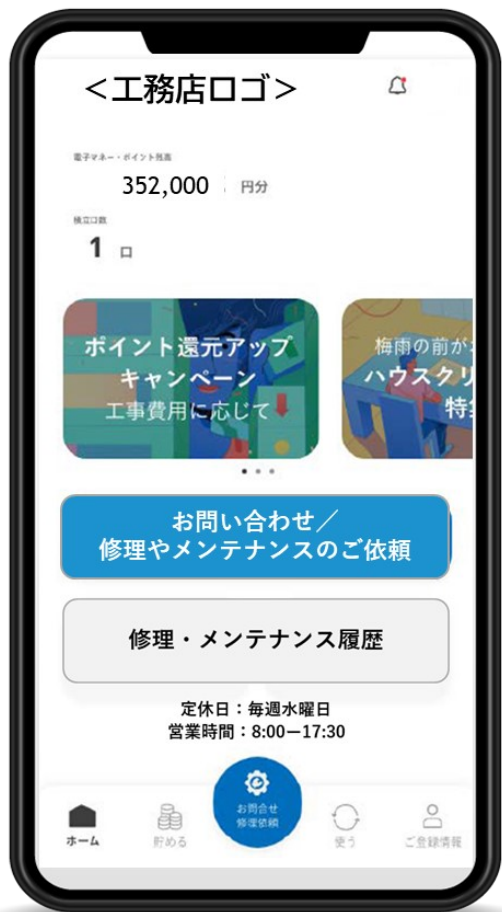 ＜工務店ロゴ＞
電子マネー・ポイント残高
352,000 円分
積立口数
1 口
ポイント還元アップ
キャンペーン
工事費用に応じて
梅雨の前が
ハウスクリ
特集
お問い合わせ／
修理やメンテナンスのご依頼
修理・メンテナンス履歴
定休日：毎週水曜日
営業時間：8:00ー17:30
お問合せ
修理依頼
ホーム
貯める
使う
ご登録情報